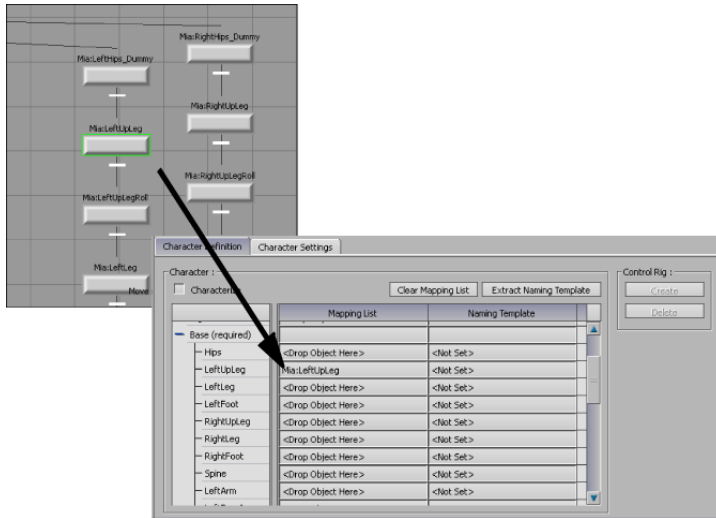 Mia:RightHips_Dummy
Mia:LeftHips_Dummy
Mia:RightUpLeg
Mia:LeftUpLeg
Mia:RightUpLegRoll
Mia:LeftUpLegRoll
Mia:LeftLeg
Move
Character Definition Character Settings
Character : Control Rig :
Clear Mapping List Extract Naming Template Create
Mapping List Naming Template Delete
Base (required)
Hips <Drop Object Here> <Not Set>
LeftUpLeg Mia:LeftUpLeg <Not Set>
LeftLeg <Drop Object Here> <Not Set>
LeftFoot <Drop Object Here> <Not Set>
RightUpLeg <Drop Object Here> <Not Set>
RightLeg <Drop Object Here> <Not Set>
RightFoot <Drop Object Here> <Not Set>
Spine <Drop Object Here> <Not Set>
LeftArm <Drop Object Here> <Not Set>